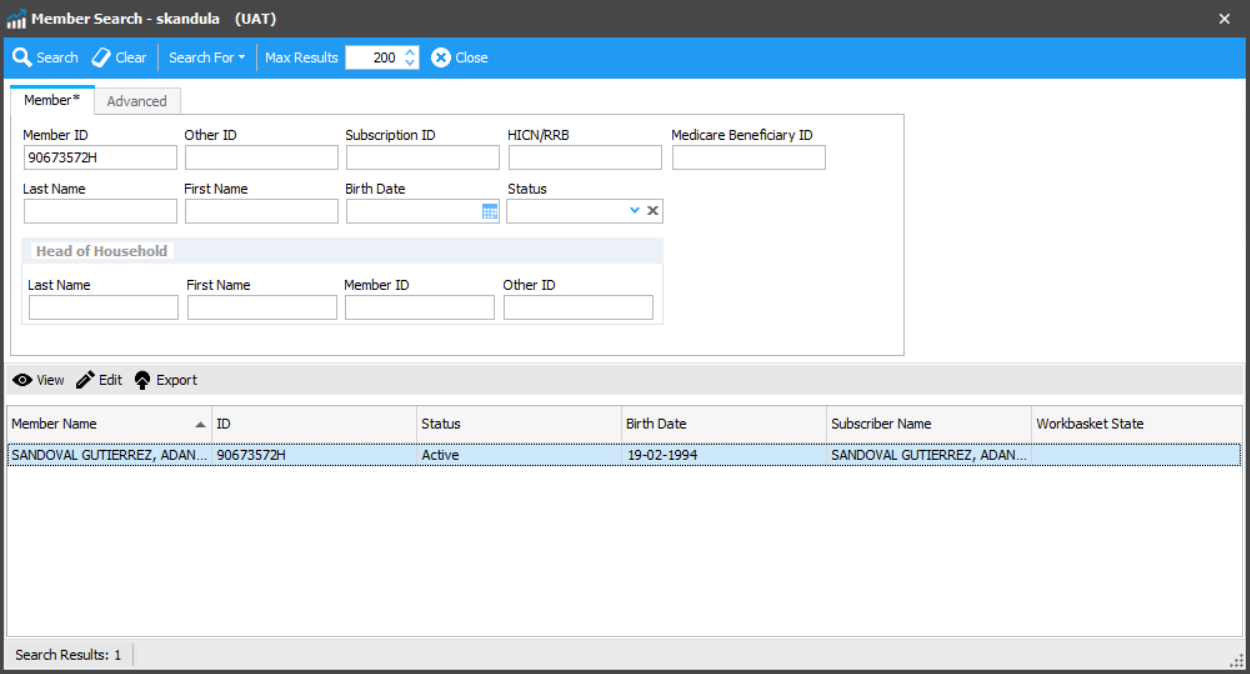 Member Search - skandula (UAT)
Search Clear Search For Max Results 200 Close
Member* Advanced
Member ID Other ID Subscription ID HICN/RRB Medicare Beneficiary ID
90673572H
Last Name First Name Birth Date Status
Head of Household
Last Name First Name Member ID Other ID
View Edit Export
Member Name ID Status Birth Date Subscriber Name Workbasket State
SANDOVAL GUTIERREZ, ADAN... 90673572H Active 19-02-1994 SANDOVAL GUTIERREZ, ADAN...
Search Results: 1